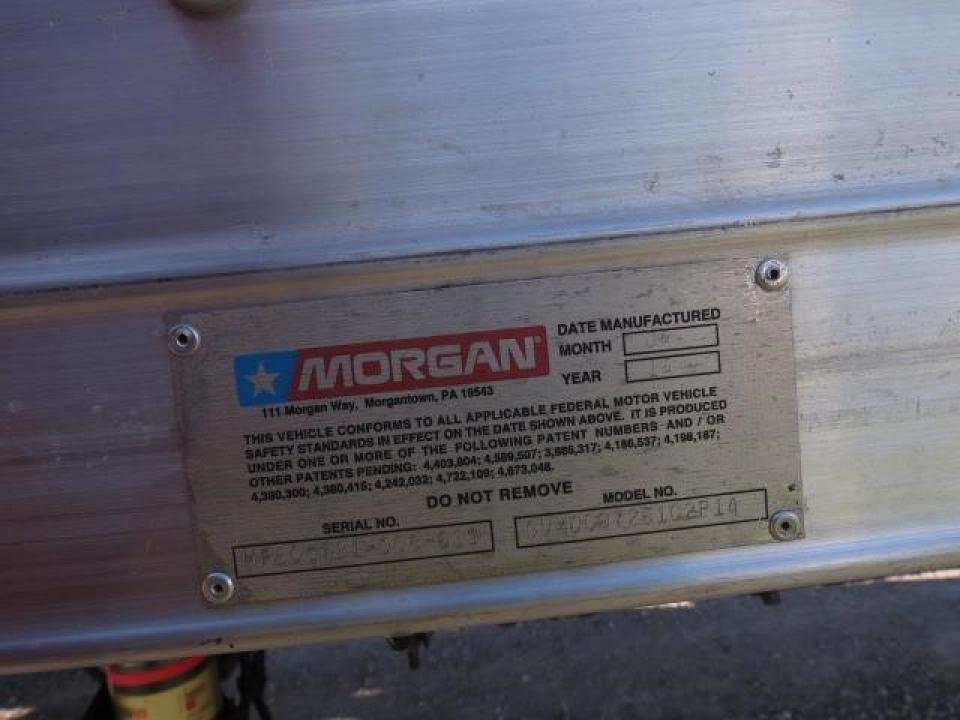 MORGAN
111 Morgan Way, Morgantown, PA 19543
DATE MANUFACTURED
MONTH
YEAR
THIS VEHICLE CONFORMS TO ALL APPLICABLE FEDERAL MOTOR VEHICLE
SAFETY STANDARDS IN EFFECT ON THE DATE SHOWN ABOVE. IT IS PRODUCED
UNDER ONE OR MORE OF THE FOLLOWING PATENT NUMBERS AND / OR
OTHER PATENTS PENDING: 4,403,804; 4,589,507; 3,866,317; 4,186,537; 4,198,187;
4,380,300; 4,380,415; 4,242,032; 4,722,109; 4,673,048.
DO NOT REMOVE
SERIAL NO.
MODEL NO.